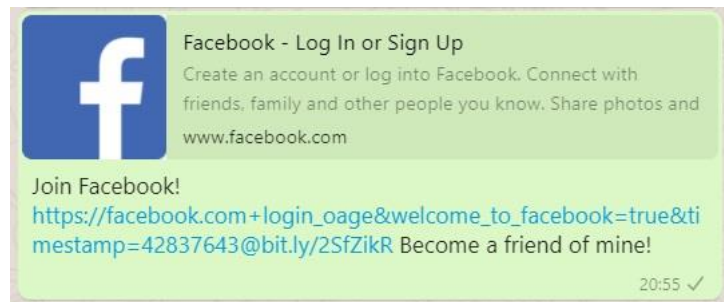 Facebook - Log In or Sign Up
Create an account or log into Facebook. Connect with
friends, family and other people you know. Share photos and
www.facebook.com
Join Facebook!
https://facebook.com+login_oage&welcome_to_facebook=true&ti
mestamp=42837643@bit.ly/2SfZikR Become a friend of mine!
20:55